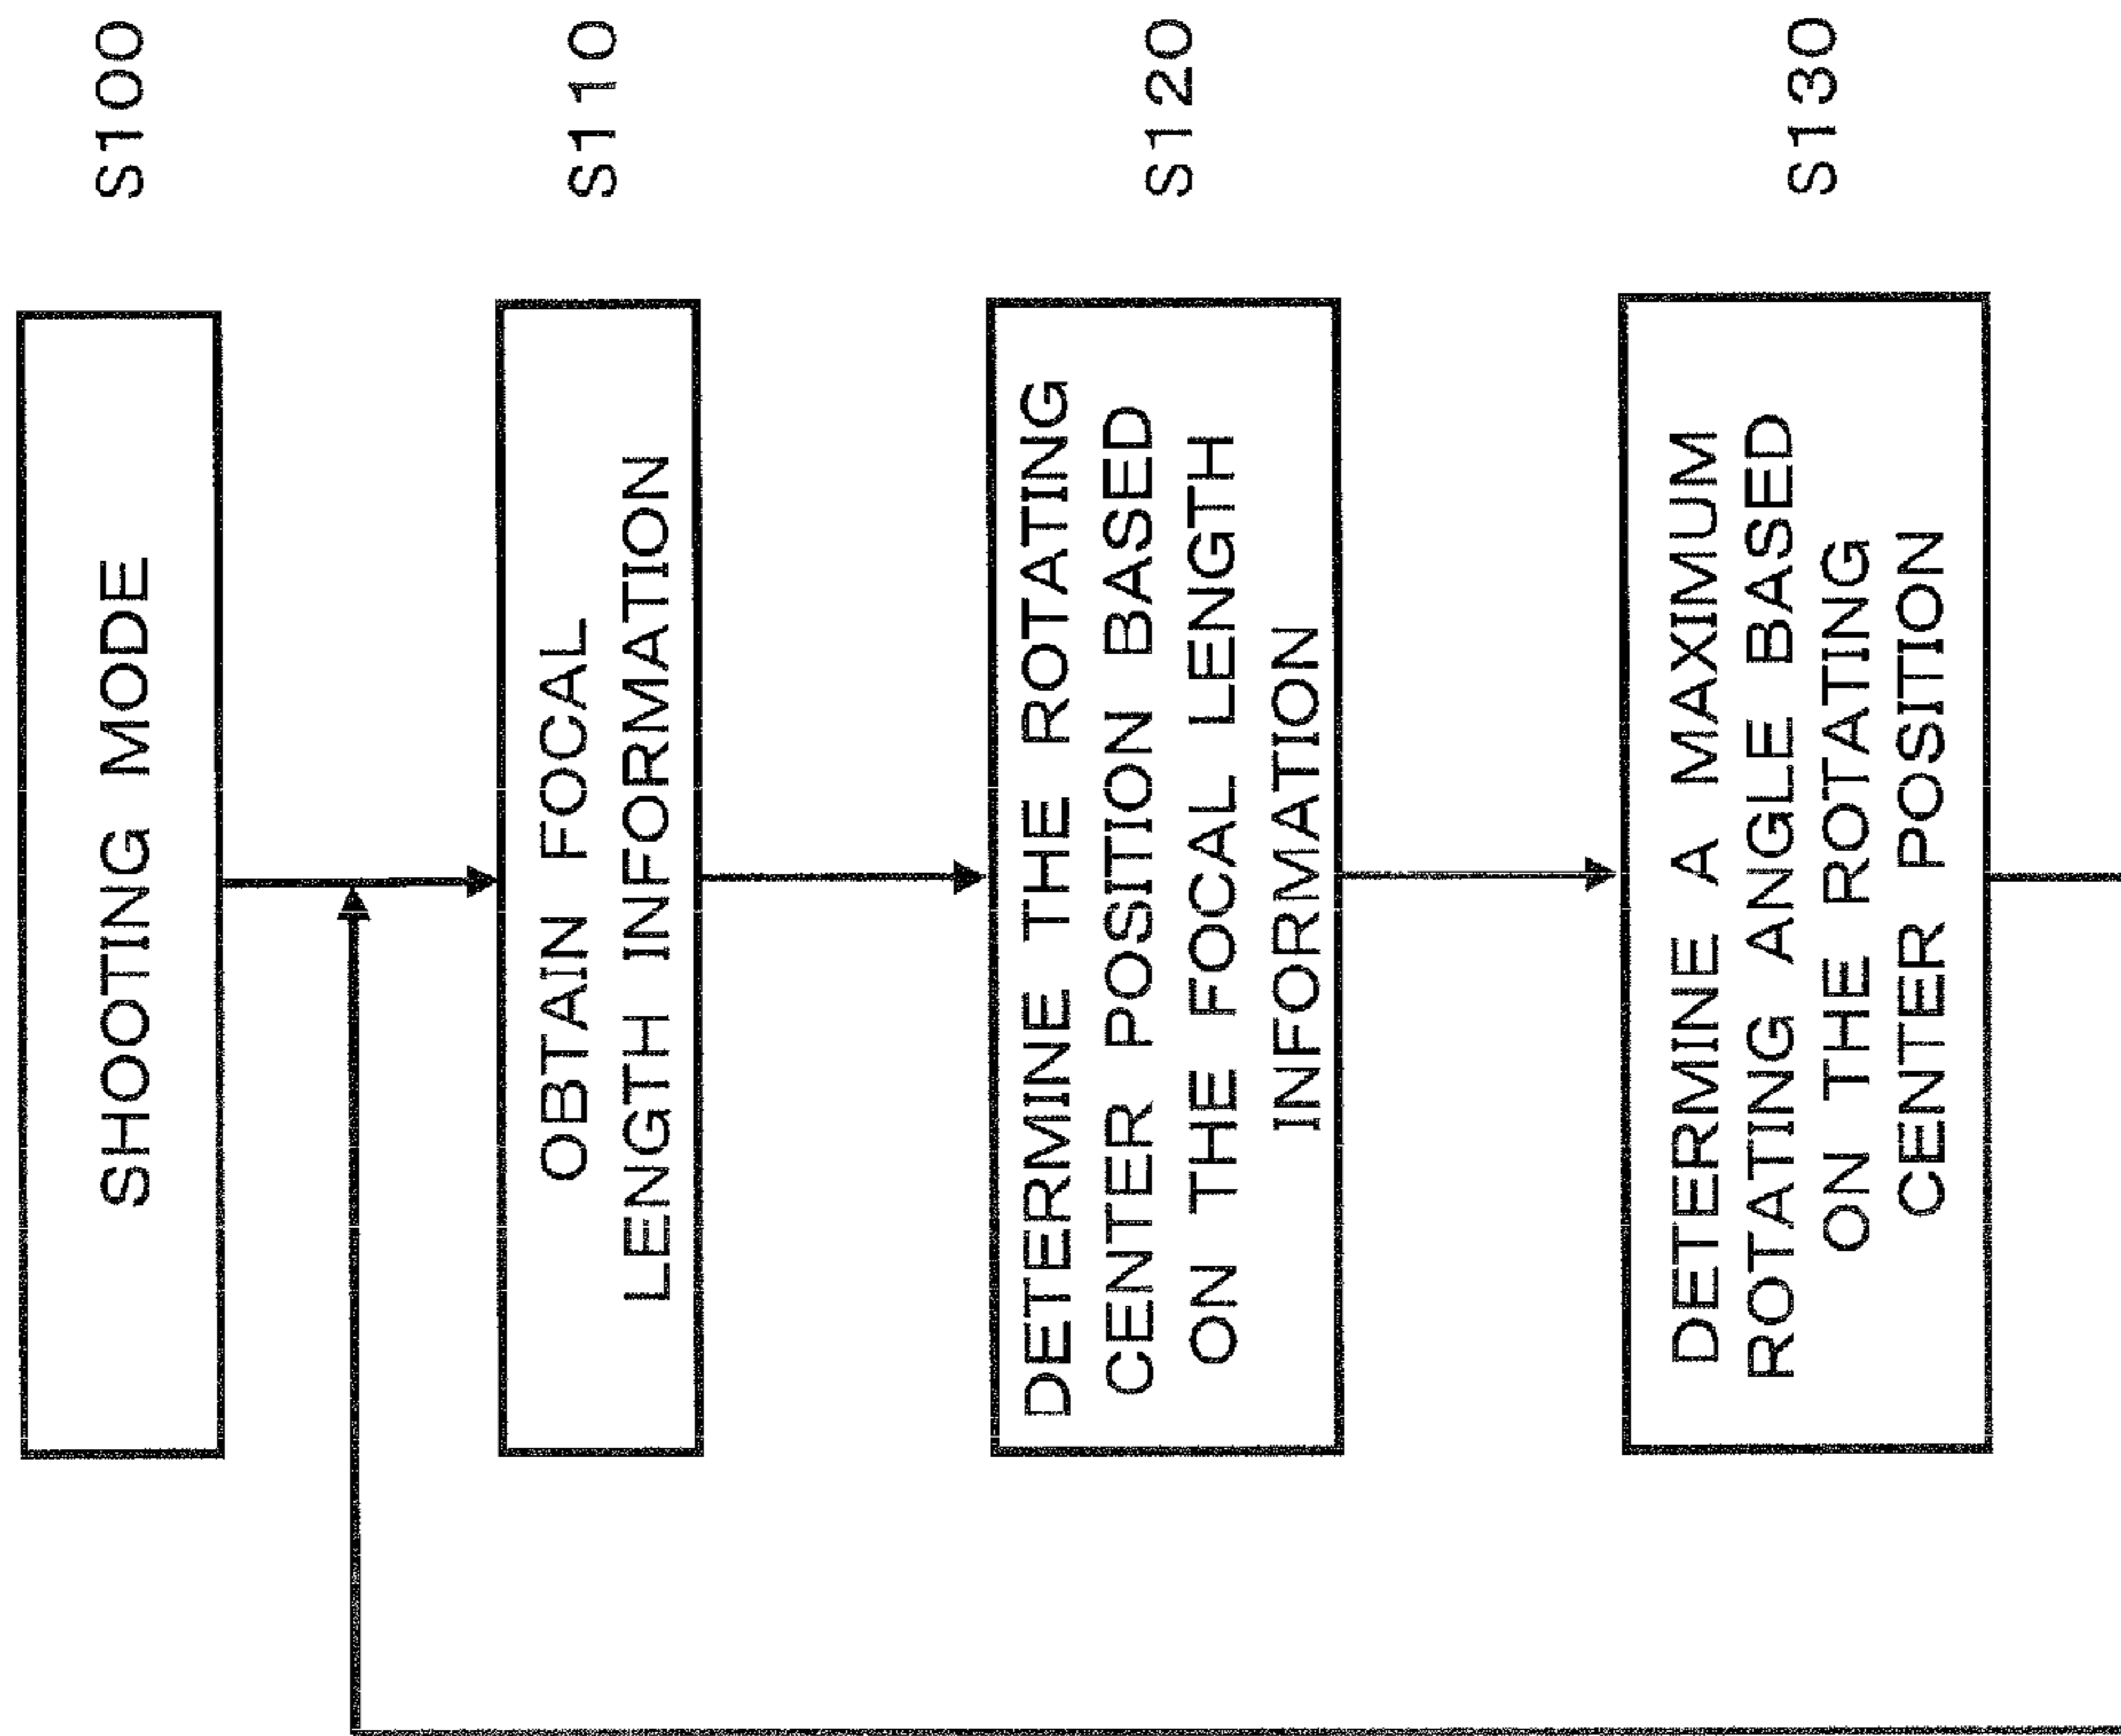 SHOOTING MODE
S100
OBTAIN FOCAL
LENGTH INFORMATION
S110
DETERMINE THE ROTATING
CENTER POSITION BASED
ON THE FOCAL LENGTH
INFORMATION
S120
DETERMINE A MAXIMUM
ROTATING ANGLE BASED
ON THE ROTATING
CENTER POSITION
S130